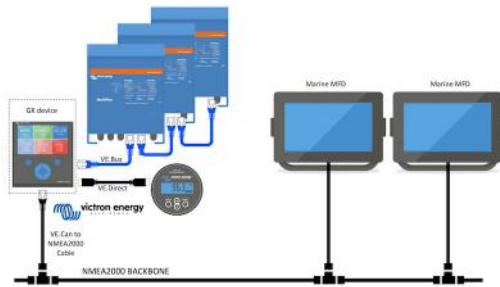 Marine MFD
Marine MFD
GX device
VE.Bus
VE.Direct
victron energy
VE.Can to
NMEA2000
Cable
NMEA2000 BACKBONE